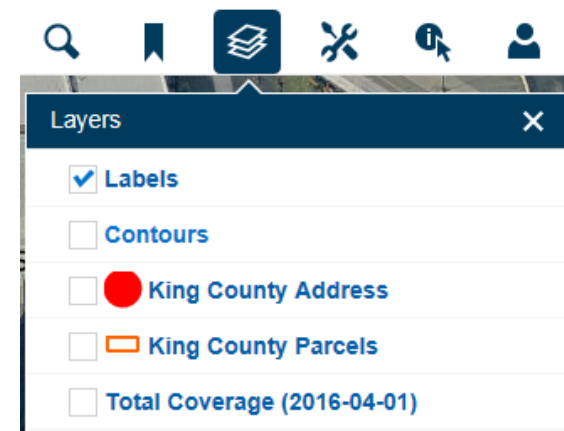 Layers
Labels
Contours
King County Address
King County Parcels
Total Coverage (2016-04-01)